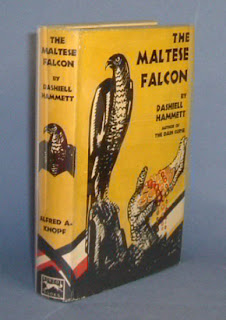 THE
MALTESE
FALCON
BY
DASHIELL
HAMMETT
ALFRED A·
KNOPF
THE
MALTESE
FALCON
BY
DASHIELL
HAMMETT
AUTHOR OF
THE DAIN CURSE